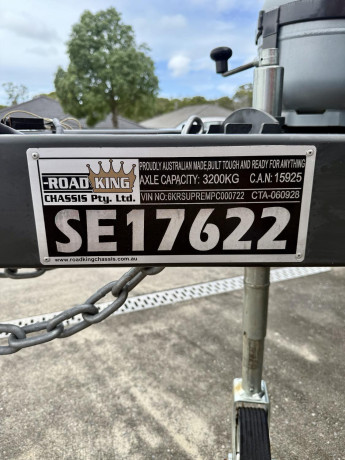 ROAD KING
CHASSIS Pty. Ltd.
PROUDLY AUSTRALIAN MADE,BUILT TOUGH AND READY FOR ANYTHING
AXLE CAPACITY: 3200KG C.A.N: 15925
VIN NO: 6KRSUPREMPC000722 CTA-060928
SE17622
www.roadkingchassis.com.au